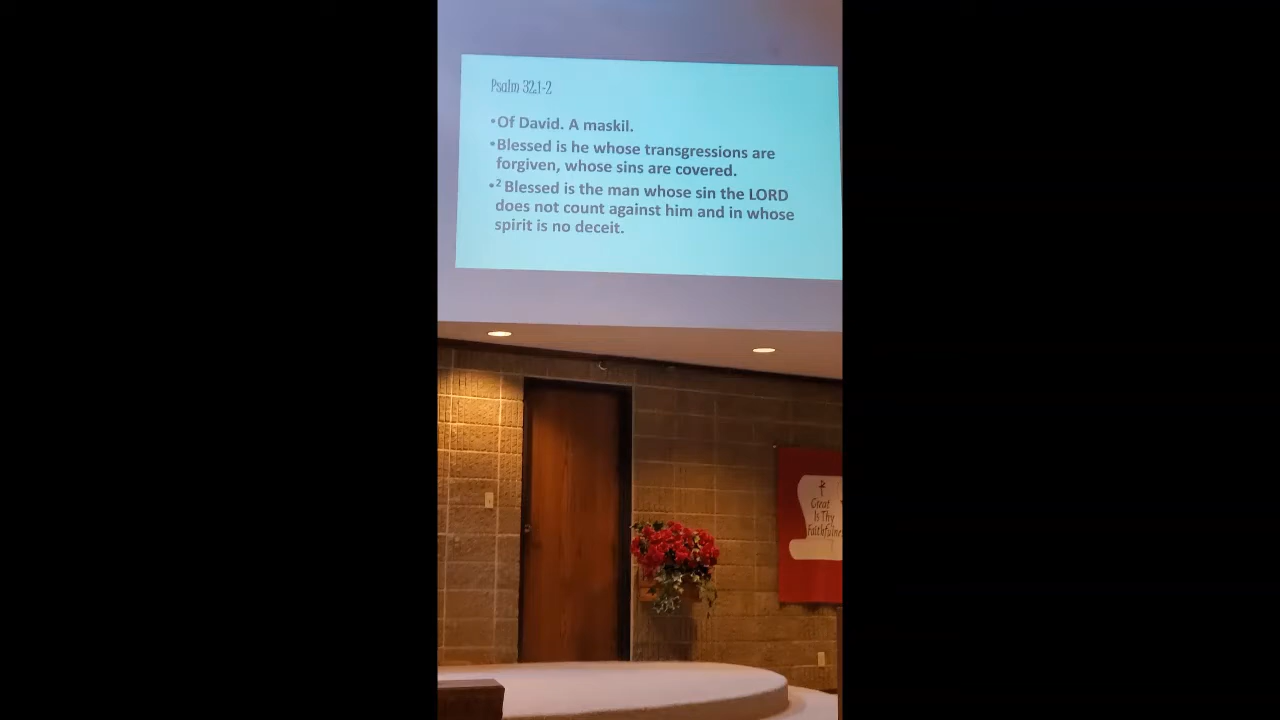 Psalm 32.1-2
•Of David. A maskil.
•Blessed is he whose transgressions are
forgiven, whose sins are covered.
•² Blessed is the man whose sin the LORD
does not count against him and in whose
spirit is no deceit.
Great
Is Thy
Faithfulne